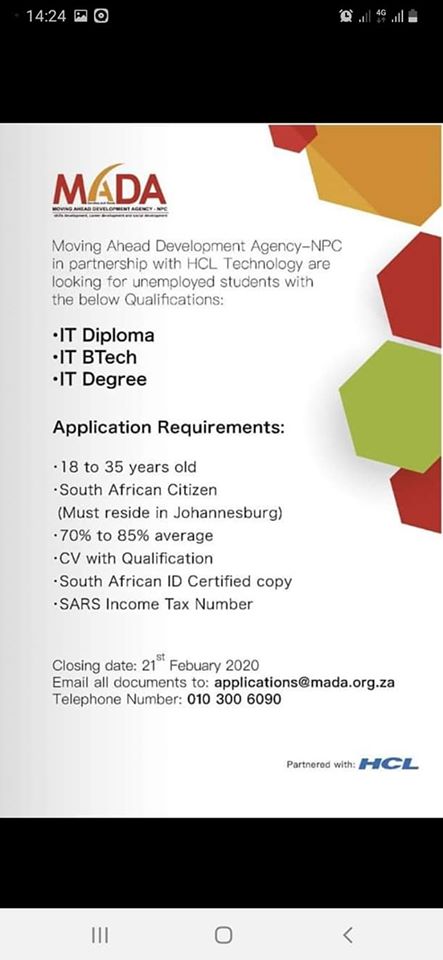 14:24
4G
MADA
MOVING AHEAD DEVELOPMENT AGENCY - NPC
skills development, career development and social development
Moving Ahead Development Agency-NPC
in partnership with HCL Technology are
looking for unemployed students with
the below Qualifications:
•IT Diploma
•IT BTech
•IT Degree
Application Requirements:
·18 to 35 years old
·South African Citizen
(Must reside in Johannesburg)
·70% to 85% average
·CV with Qualification
·South African ID Certified copy
·SARS Income Tax Number
Closing date: 21st Febuary 2020
Email all documents to: applications@mada.org.za
Telephone Number: 010 300 6090
Partnered with: HCL